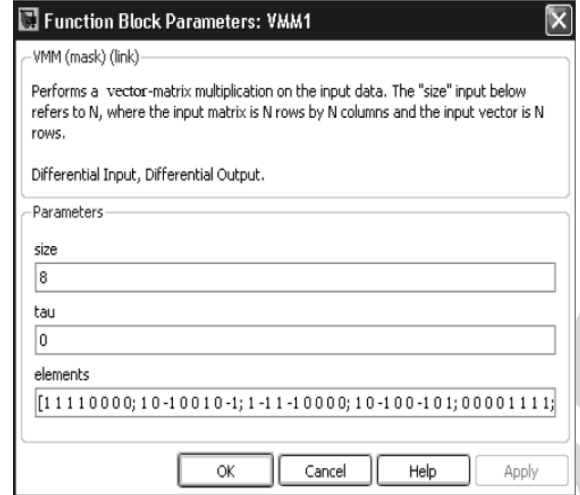 Function Block Parameters: VMM1
VMM (mask) (link)
Performs a vector-matrix multiplication on the input data. The "size" input below
refers to N, where the input matrix is N rows by N columns and the input vector is N
rows.
Differential Input, Differential Output.
Parameters
size
8
tau
0
elements
[1 1 1 1 0 0 0 0; 1 0 -1 0 0 1 0 -1; 1 -1 1 -1 0 0 0 0; 1 0 -1 0 0 -1 0 1; 0 0 0 0 1 1 1 1;
OK
Cancel
Help
Apply